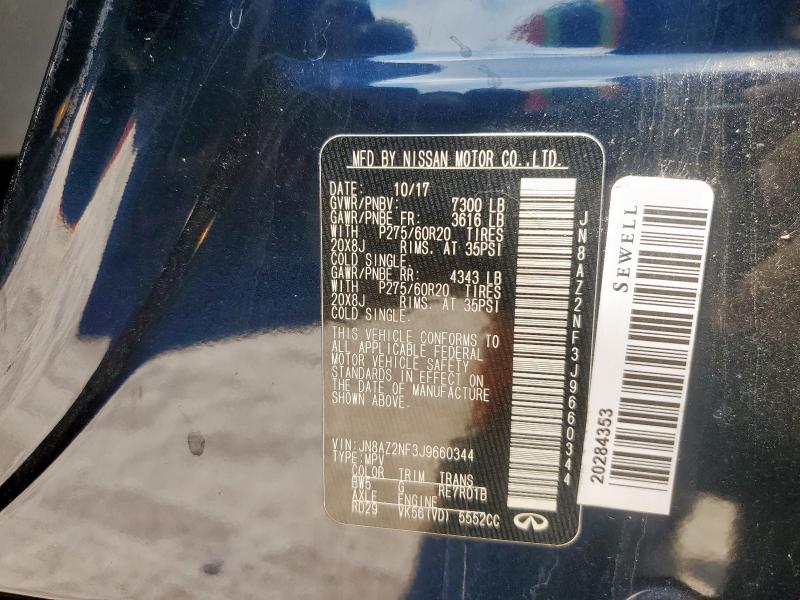 MFD BY NISSAN MOTOR CO.,LTD.
DATE: 10/17
GVWR/PNBV: 7300 LB
GAWR/PNBE FR: 3616 LB
WITH P275/60R20 TIRES
20X8J RIMS. AT 35PSI
COLD SINGLE.
GAWR/PNBE RR: 4343 LB
WITH P275/60R20 TIRES
20X8J RIMS. AT 35PSI
COLD SINGLE.
THIS VEHICLE CONFORMS TO
ALL APPLICABLE FEDERAL
MOTOR VEHICLE SAFETY
STANDARDS IN EFFECT ON
THE DATE OF MANUFACTURE
SHOWN ABOVE.
VIN: JN8AZ2NF3J9660344
TYPE: MPV
COLOR TRIM TRANS
BW5 G RE7R01B
AXLE ENGINE
RD29 VK56(VD) 5552CC
JN8AZ2NF3J9660344
SEWELL
20284353